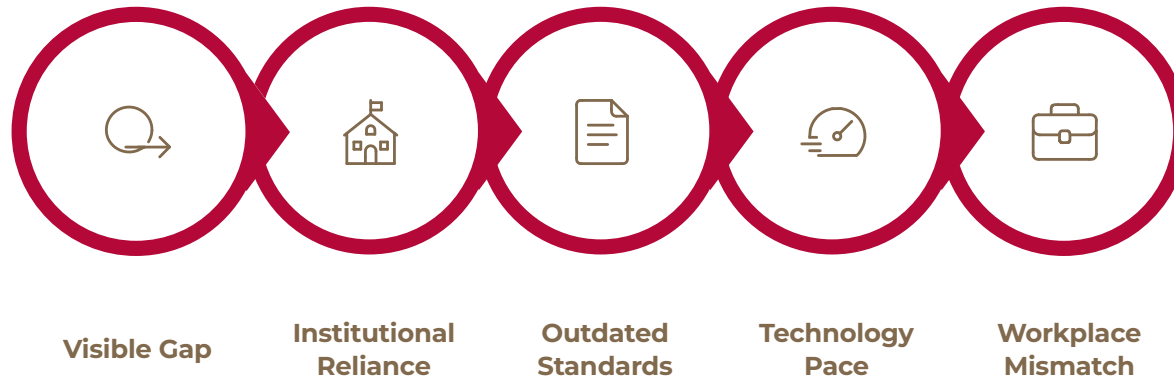 Visible Gap
Institutional
Reliance
Outdated
Standards
Technology
Pace
Workplace
Mismatch